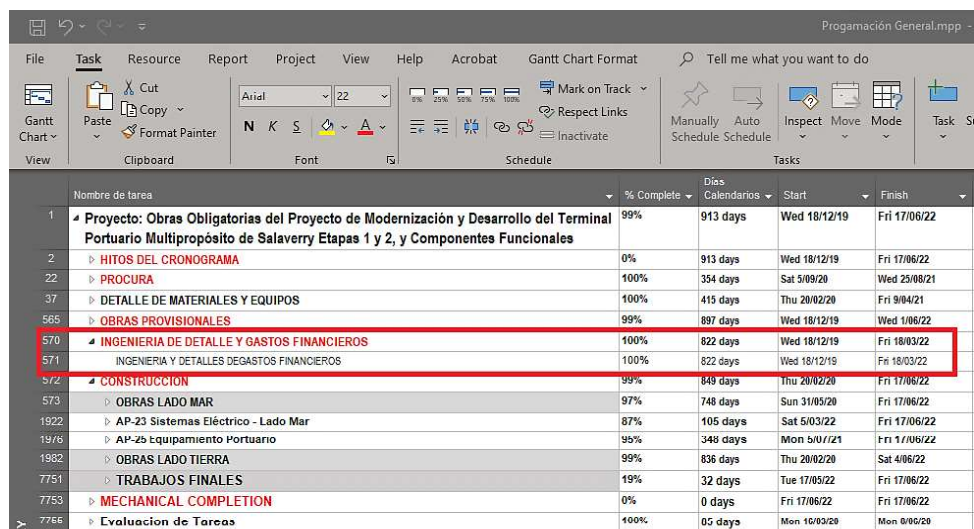 Progamación General.mpp -
File Task Resource Report Project View Help Acrobat Gantt Chart Format Tell me what you want to do
Gantt Chart
Paste
Cut
Copy
Format Painter
Arial 22
N K S A
0% 25% 50% 75% 100%
Mark on Track
Respect Links
Inactivate
Manually Schedule
Auto Schedule
Inspect
Move
Mode
Task
View Clipboard Font Schedule Tasks
Nombre de tarea % Complete Días Calendarios Start Finish
1 Proyecto: Obras Obligatorias del Proyecto de Modernización y Desarrollo del Terminal 99% 913 days Wed 18/12/19 Fri 17/06/22
Portuario Multipropósito de Salaverry Etapas 1 y 2, y Componentes Funcionales
2 HITOS DEL CRONOGRAMA 0% 913 days Wed 18/12/19 Fri 17/06/22
22 PROCURA 100% 354 days Sat 5/09/20 Wed 25/08/21
37 DETALLE DE MATERIALES Y EQUIPOS 100% 415 days Thu 20/02/20 Fri 9/04/21
565 OBRAS PROVISIONALES 99% 897 days Wed 18/12/19 Wed 1/06/22
570 INGENIERIA DE DETALLE Y GASTOS FINANCIEROS 100% 822 days Wed 18/12/19 Fri 18/03/22
571 INGENIERIA Y DETALLES DEGASTOS FINANCIEROS 100% 822 days Wed 18/12/19 Fri 18/03/22
572 CONSTRUCCION 99% 849 days Thu 20/02/20 Fri 17/06/22
573 OBRAS LADO MAR 97% 748 days Sun 31/05/20 Fri 17/06/22
1922 AP-23 Sistemas Eléctrico - Lado Mar 87% 105 days Sat 5/03/22 Fri 17/06/22
1976 AP-25 Equipamiento Portuario 95% 348 days Mon 5/07/21 Fri 17/06/22
1982 OBRAS LADO TIERRA 99% 836 days Thu 20/02/20 Sat 4/06/22
7751 TRABAJOS FINALES 19% 32 days Tue 17/05/22 Fri 17/06/22
7753 MECHANICAL COMPLETION 0% 0 days Fri 17/06/22 Fri 17/06/22
Evaluacion de Tareas 100% 85 days Mon 16/03/20